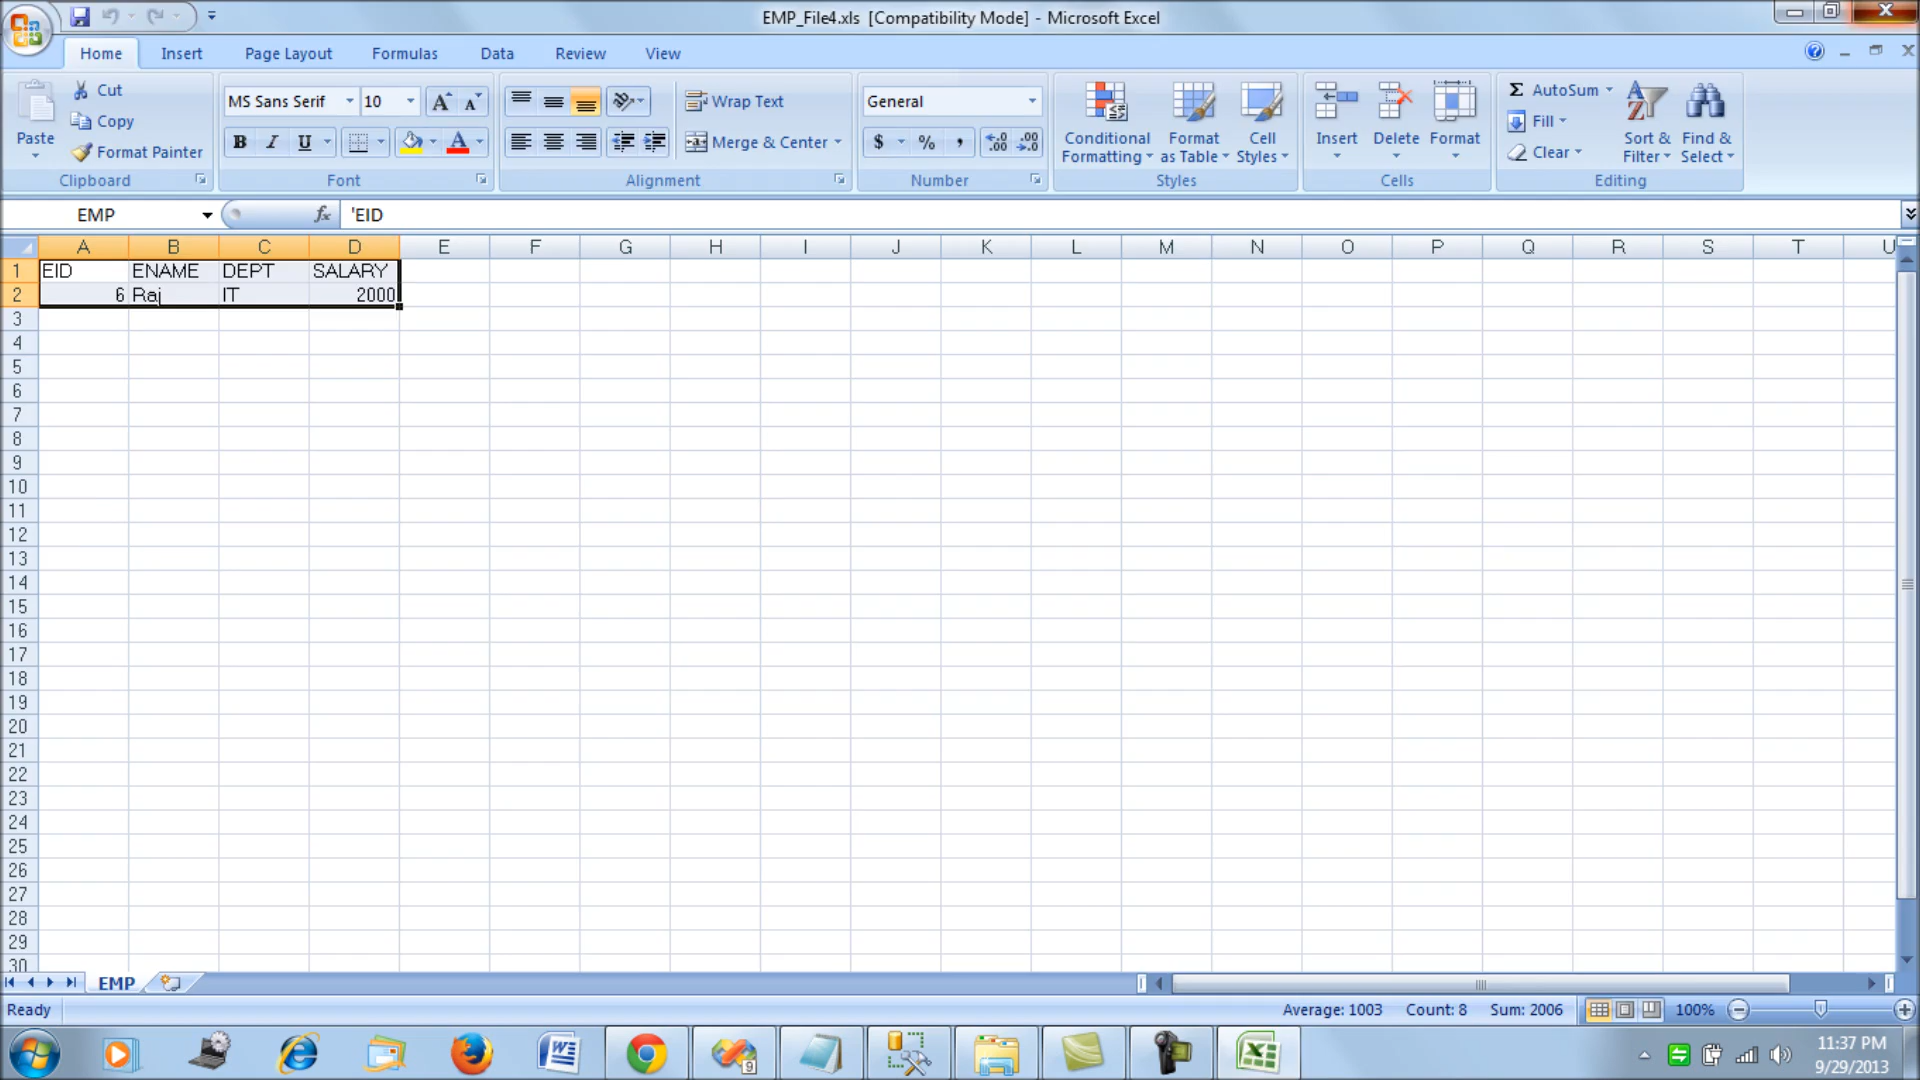 EMP_File4.xls [Compatibility Mode] - Microsoft Excel
Home Insert Page Layout Formulas Data Review View
Paste
Cut
Copy
Format Painter
Clipboard
MS Sans Serif 10
B I U
Font
Wrap Text
Merge & Center
Alignment
General
$ % ,
Number
Conditional Formatting
Format as Table
Cell Styles
Styles
Insert Delete Format
Cells
Σ AutoSum
Fill
Clear
Sort & Filter
Find & Select
Editing
EMP fx 'EID
A B C D E F G H I J K L M N O P Q R S T U
1 EID ENAME DEPT SALARY
2 6 Raj IT 2000
3
4
5
6
7
8
9
10
11
12
13
14
15
16
17
18
19
20
21
22
23
24
25
26
27
28
29
30
EMP
Ready Average: 1003 Count: 8 Sum: 2006 100%
11:37 PM
9/29/2013